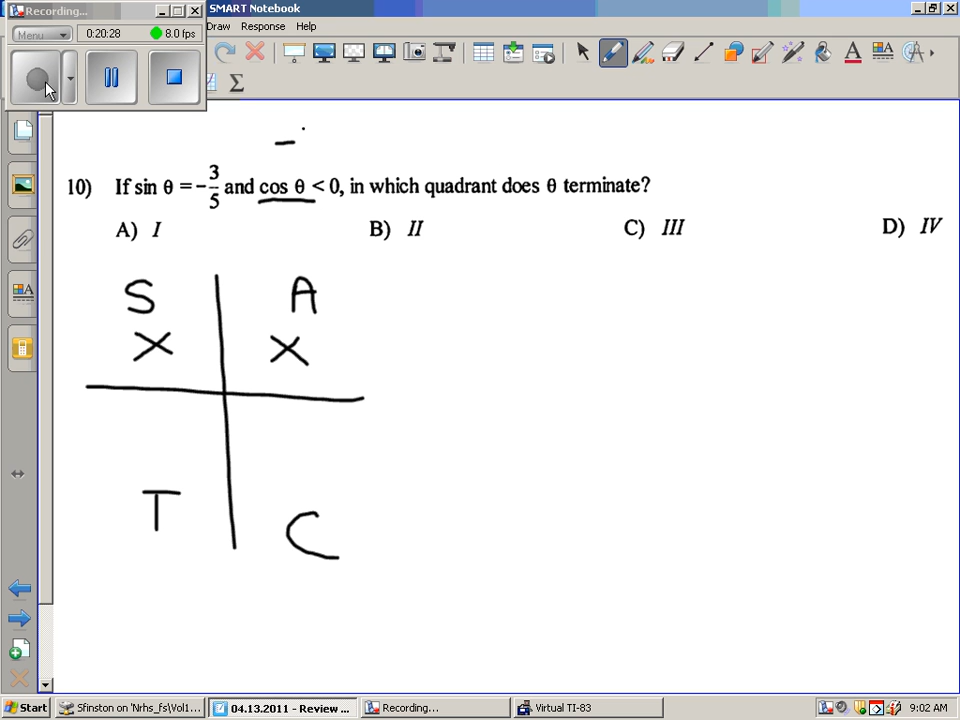 Recording...
SMART Notebook
Menu
0:20:28
8.0 fps
Draw Response Help
10) If sin θ = -3/5 and cos θ < 0, in which quadrant does θ terminate?
A) I B) II C) III D) IV
S A
X X
T C
Start
Sfinston on 'Nrhs_fs\Vol1...
04.13.2011 - Review ...
Recording...
Virtual TI-83
9:02 AM